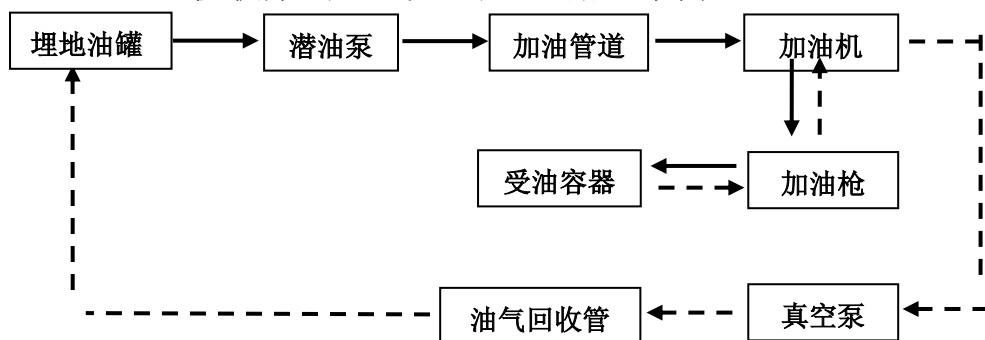 埋地油罐
潜油泵
加油管道
加油机
受油容器
加油枪
油气回收管
真空泵